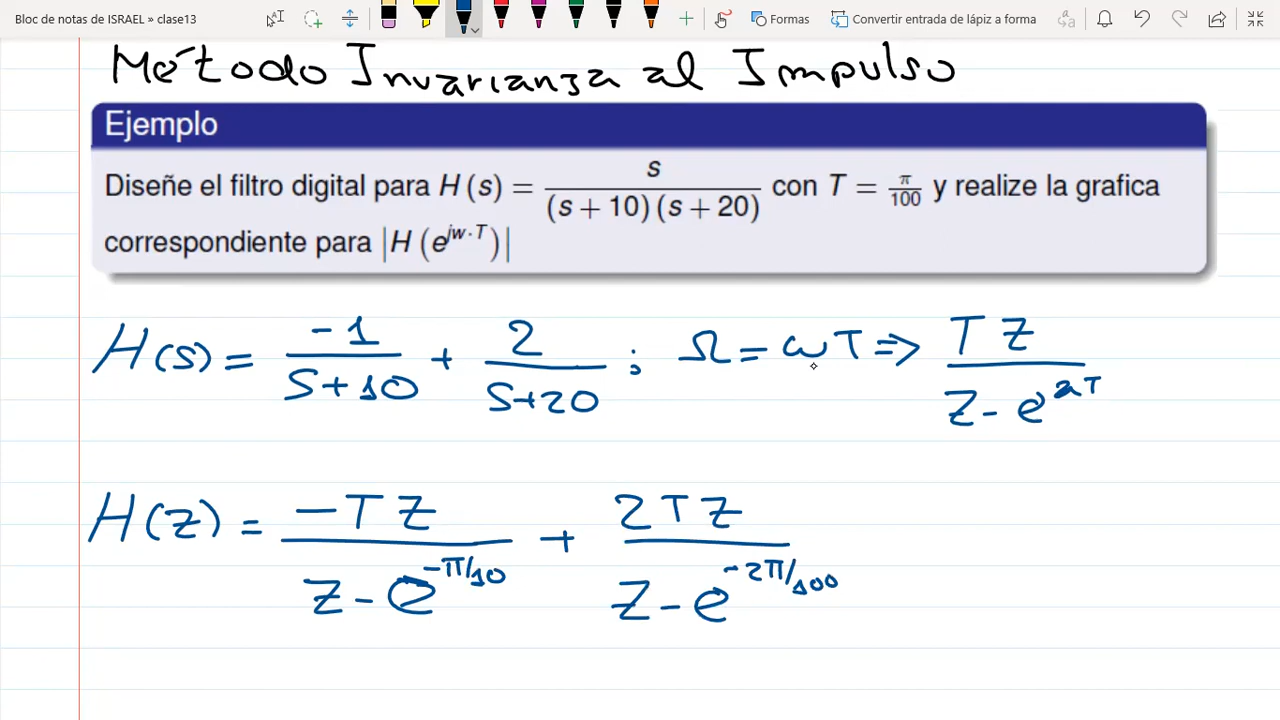 Bloc de notas de ISRAEL » clase13 Formas Convertir entrada de lápiz a forma
Método Invarianza al Impulso
Ejemplo
Diseñe el filtro digital para H(s) = s / ((s+10)(s+20)) con T = π/100 y realize la grafica
correspondiente para |H(e^{jw·T})|
H(s) = -1/(S+10) + 2/(S+20) ; Ω = ωT ⇒ TZ/(Z - e^{aT})
H(z) = -TZ/(Z - e^{-π/10}) + 2TZ/(Z - e^{-2π/100})